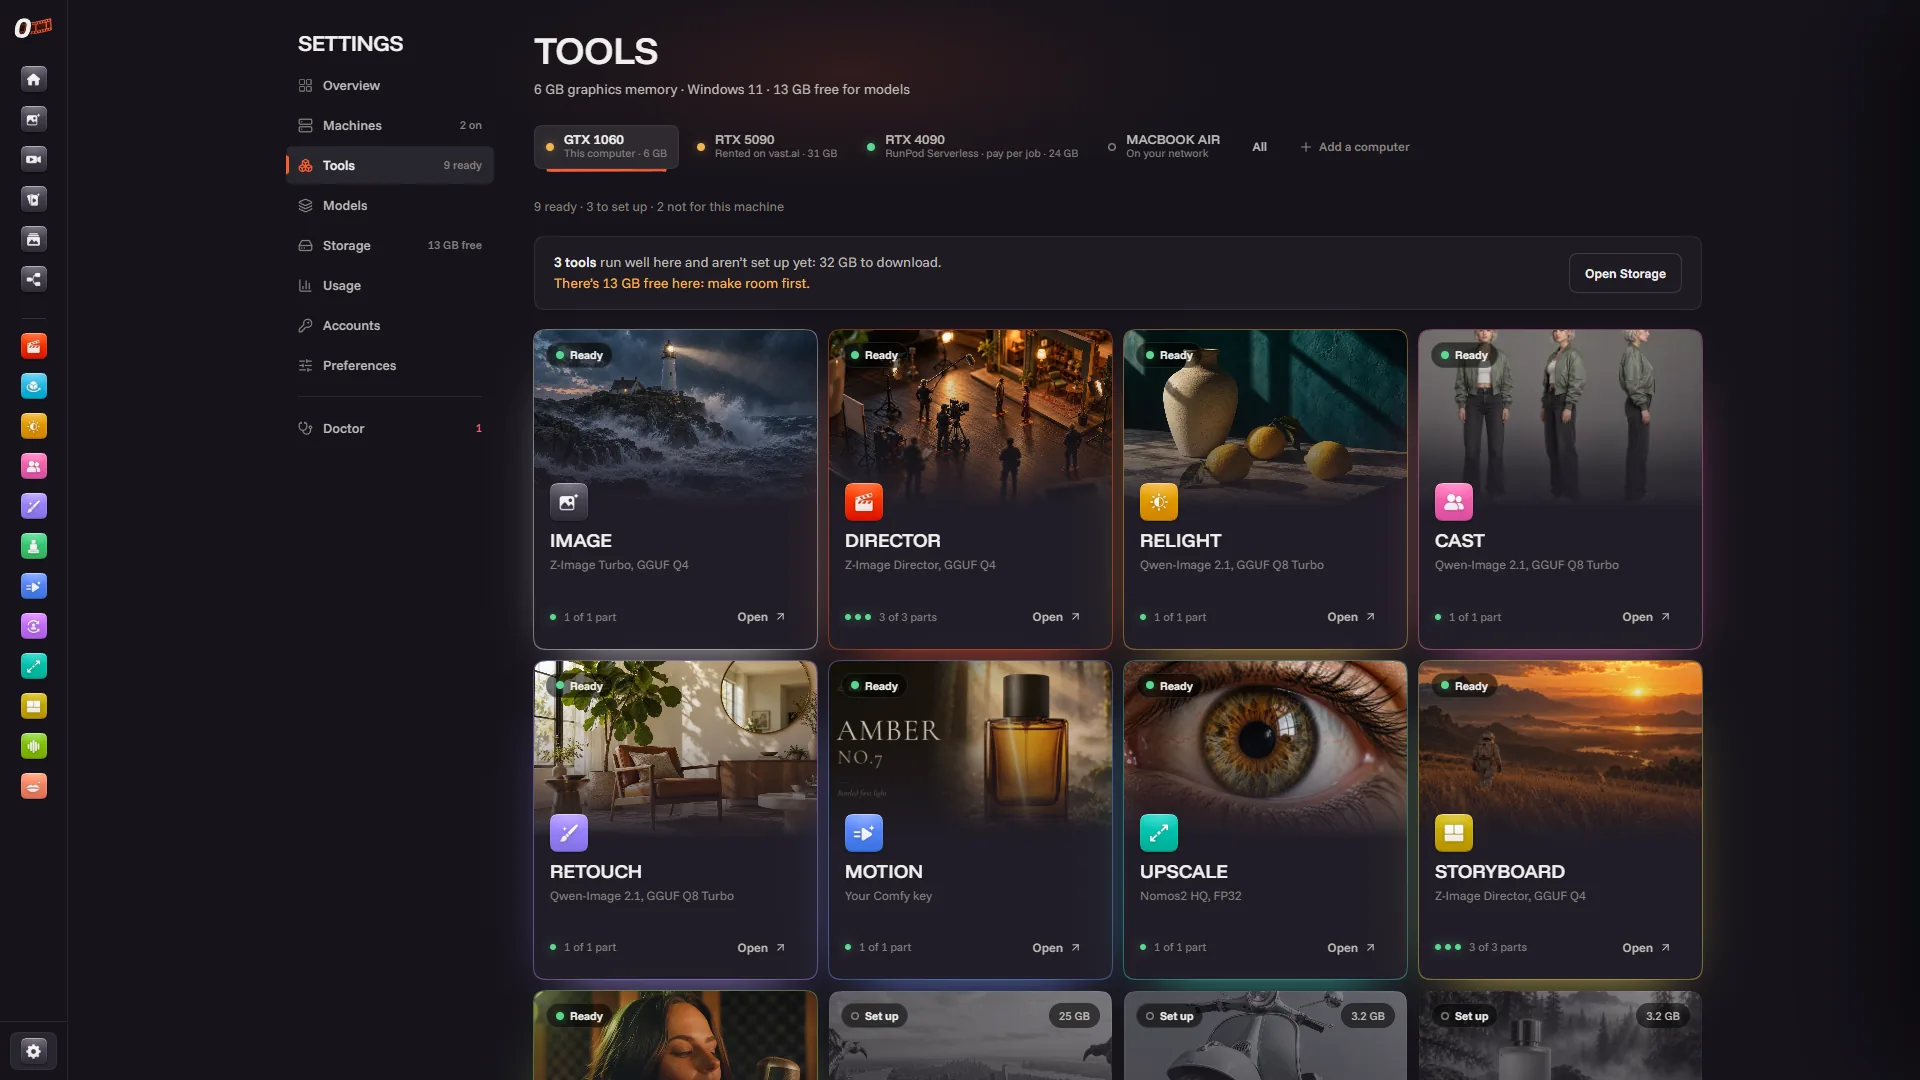 SETTINGS
Overview
Machines 2 on
Tools 9 ready
Models
Storage 13 GB free
Usage
Accounts
Preferences
Doctor 1
TOOLS
6 GB graphics memory · Windows 11 · 13 GB free for models
GTX 1060
This computer · 6 GB
RTX 5090
Rented on vast.ai · 31 GB
RTX 4090
RunPod Serverless · pay per job · 24 GB
MACBOOK AIR
On your network
All
Add a computer
9 ready · 3 to set up · 2 not for this machine
3 tools run well here and aren't set up yet: 32 GB to download.
There's 13 GB free here: make room first.
Open Storage
Ready
IMAGE
Z-Image Turbo, GGUF Q4
1 of 1 part Open
Ready
DIRECTOR
Z-Image Director, GGUF Q4
3 of 3 parts Open
Ready
RELIGHT
Qwen-Image 2.1, GGUF Q8 Turbo
1 of 1 part Open
Ready
CAST
Qwen-Image 2.1, GGUF Q8 Turbo
1 of 1 part Open
Ready
RETOUCH
Qwen-Image 2.1, GGUF Q8 Turbo
1 of 1 part Open
Ready
AMBER
NO.7
MOTION
Your Comfy key
1 of 1 part Open
Ready
UPSCALE
Nomos2 HQ, FP32
1 of 1 part Open
Ready
STORYBOARD
Z-Image Director, GGUF Q4
3 of 3 parts Open
Ready
Set up 25 GB
Set up 3.2 GB
Set up 3.2 GB